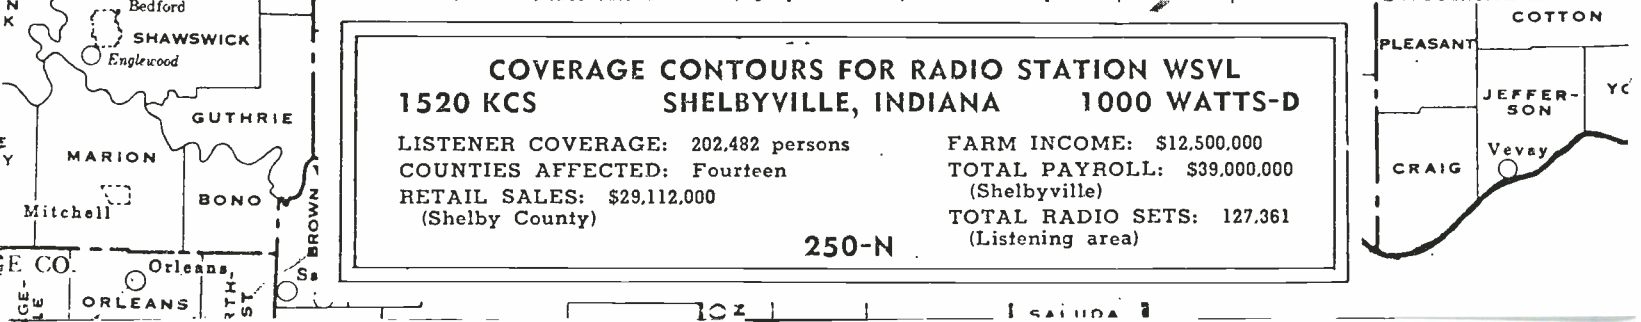 Bedford
SHAWSWICK
Englewood
GUTHRIE
MARION
BONO
Mitchell
BROWN
E CO.
Orleans
ORLEANS
COVERAGE CONTOURS FOR RADIO STATION WSVL
1520 KCS SHELBYVILLE, INDIANA 1000 WATTS-D
LISTENER COVERAGE: 202,482 persons
COUNTIES AFFECTED: Fourteen
RETAIL SALES: $29,112,000
(Shelby County)
FARM INCOME: $12,500,000
TOTAL PAYROLL: $39,000,000
(Shelbyville)
TOTAL RADIO SETS: 127,361
(Listening area)
250-N
SALUDA
COTTON
PLEASANT
JEFFER-
SON
CRAIG
Vevay